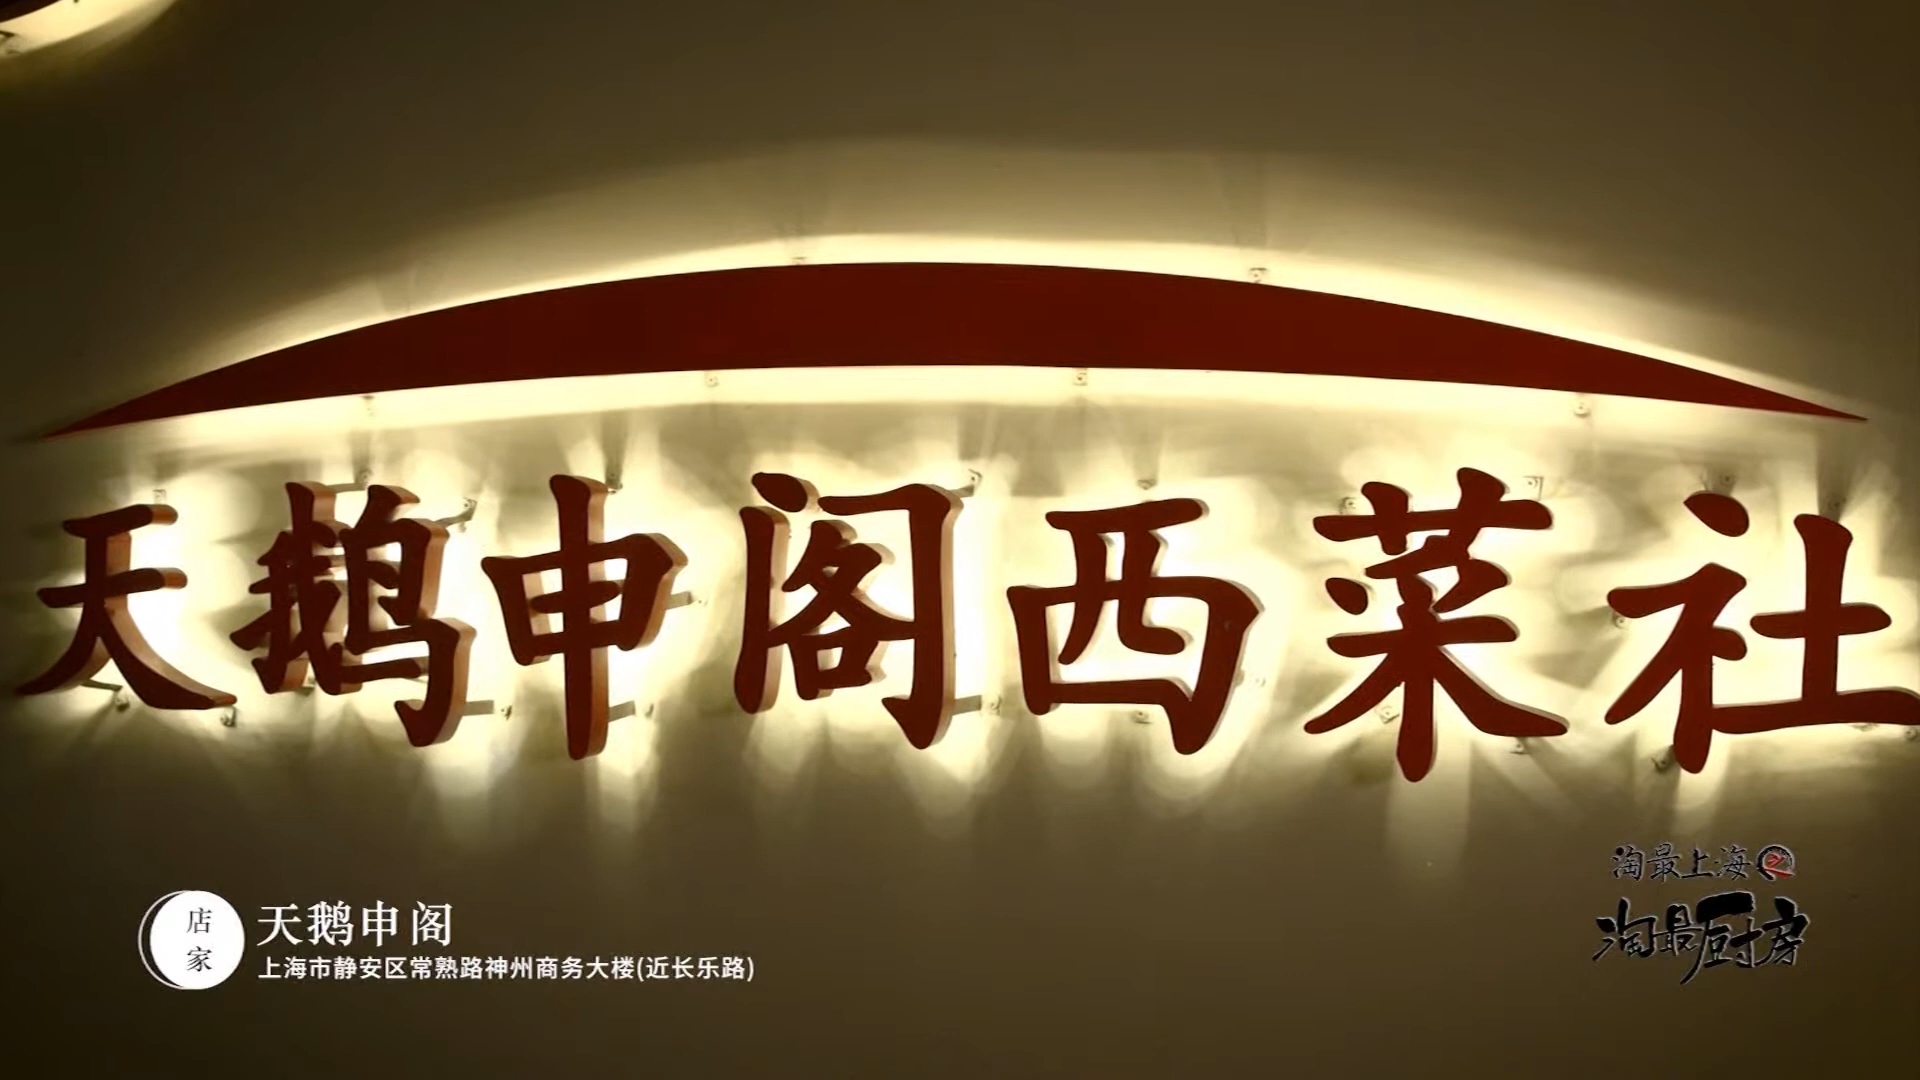 天鹅申阁西菜社
淘最上海
淘最厨房
店家
天鹅申阁
上海市静安区常熟路神州商务大楼(近长乐路)